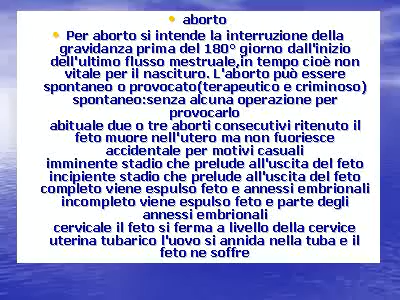 • aborto
• Per aborto si intende la interruzione della
gravidanza prima del 180° giorno dall'inizio
dell'ultimo flusso mestruale,in tempo cioè non
vitale per il nascituro. L'aborto può essere
spontaneo o provocato(terapeutico e criminoso)
spontaneo:senza alcuna operazione per
provocarlo
abituale due o tre aborti consecutivi ritenuto il
feto muore nell'utero ma non fuoriesce
accidentale per motivi casuali
imminente stadio che prelude all'uscita del feto
incipiente stadio che prelude all'uscita del feto
completo viene espulso feto e annessi embrionali
incompleto viene espulso feto e parte degli
annessi embrionali
cervicale il feto si ferma a livello della cervice
uterina tubarico l'uovo si annida nella tuba e il
feto ne soffre